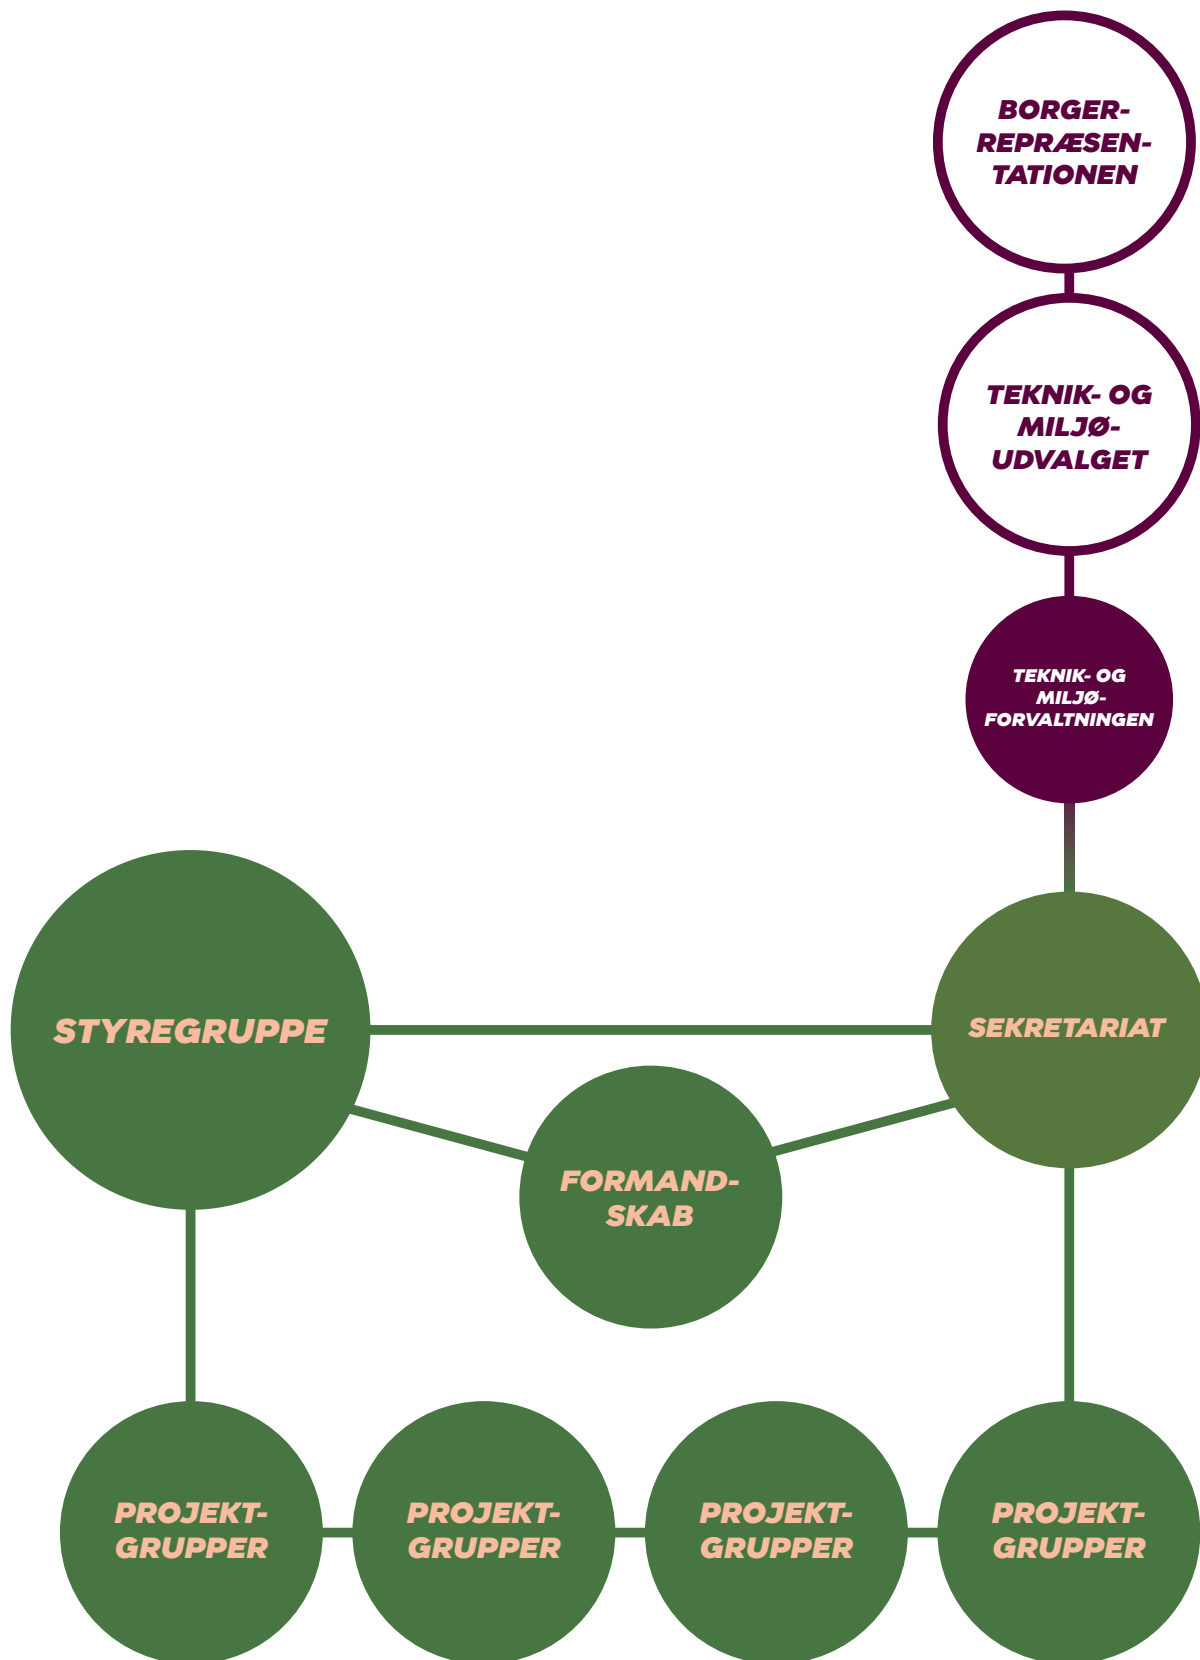 BORGER-
REPRÆSEN-
TATIONEN
TEKNIK- OG
MILJØ-
UDVALGET
TEKNIK- OG
MILJØ-
FORVALTNINGEN
STYREGRUPPE
SEKRETARIAT
FORMAND-
SKAB
PROJEKT-
GRUPPER
PROJEKT-
GRUPPER
PROJEKT-
GRUPPER
PROJEKT-
GRUPPER